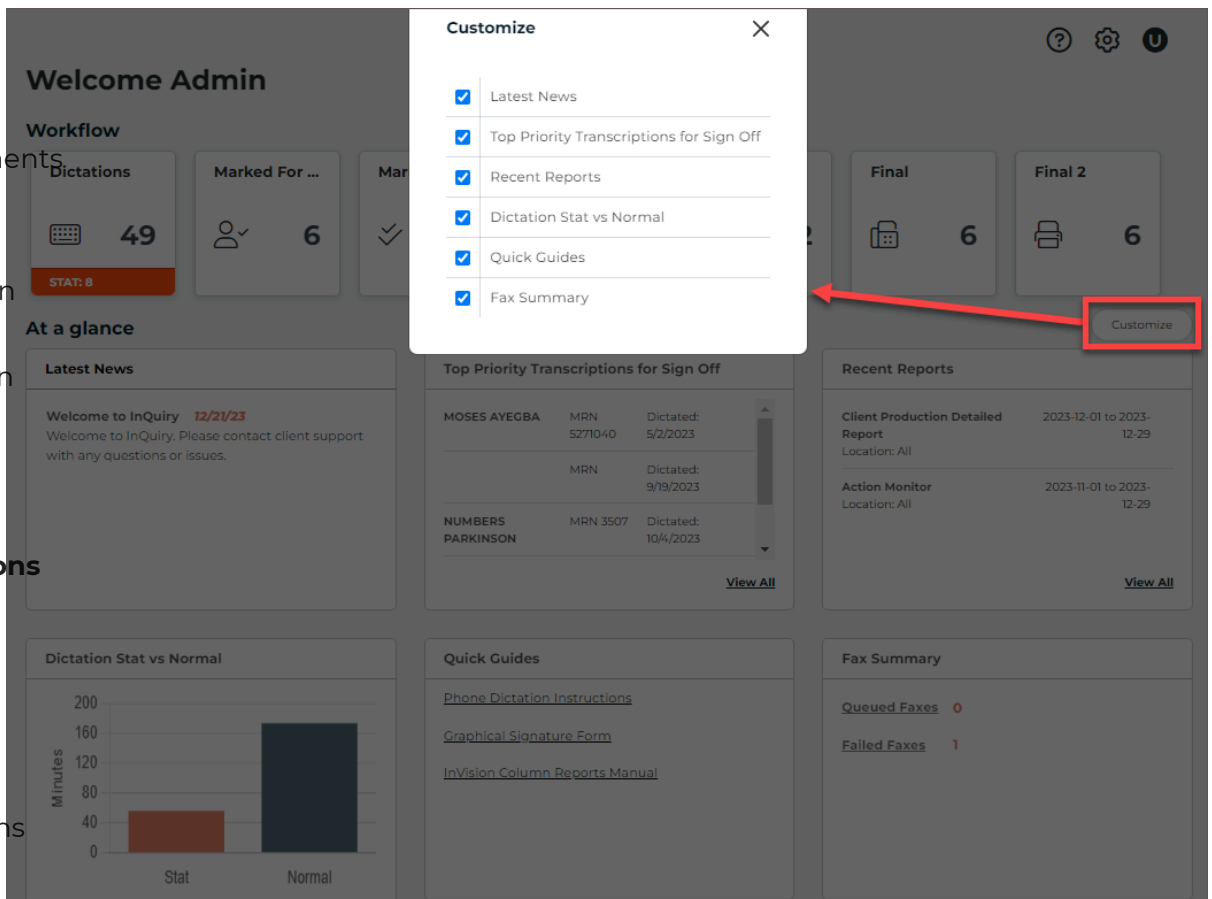 Customize
Latest News
Top Priority Transcriptions for Sign Off
Recent Reports
Dictation Stat vs Normal
Quick Guides
Fax Summary
Welcome Admin
Workflow
Dictations
49
STAT: 8
Marked For ...
6
Mar
Final
6
Final 2
6
At a glance
Customize
Latest News
Welcome to InQuiry 12/21/23
Welcome to InQuiry. Please contact client support
with any questions or issues.
Top Priority Transcriptions for Sign Off
MOSES AYEGBA MRN Dictated:
5271040 5/2/2023
MRN Dictated:
9/19/2023
NUMBERS MRN 3507 Dictated:
PARKINSON 10/4/2023
View All
Recent Reports
Client Production Detailed 2023-12-01 to 2023-
Report 12-29
Location: All
Action Monitor 2023-11-01 to 2023-
Location: All 12-29
View All
Dictation Stat vs Normal
Minutes
200
160
120
80
40
0
Stat Normal
Quick Guides
Phone Dictation Instructions
Graphical Signature Form
InVision Column Reports Manual
Fax Summary
Queued Faxes 0
Failed Faxes 1